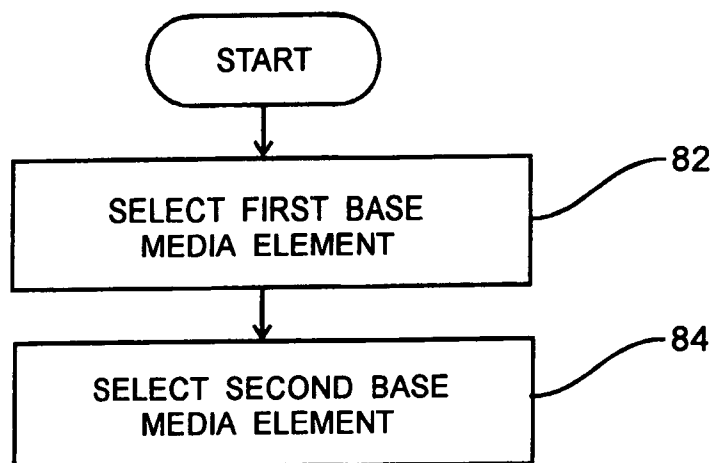 START
82
SELECT FIRST BASE
MEDIA ELEMENT
84
SELECT SECOND BASE
MEDIA ELEMENT